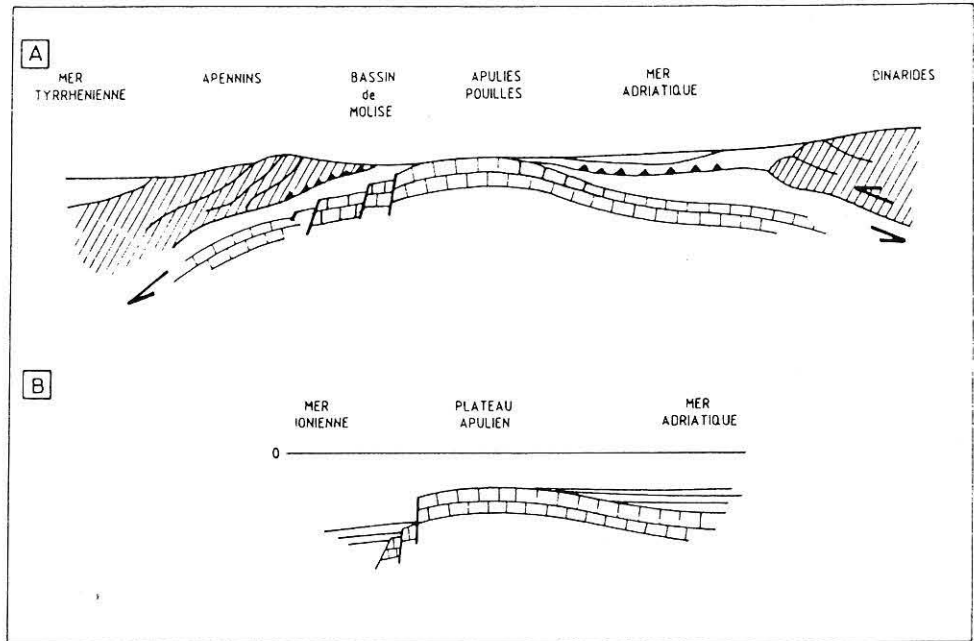 A
MER
TYRRHENIENNE
APENNINS
BASSIN
de
MOLISE
APULIES
POUILLES
MER
ADRIATIQUE
DINARIDES
B
MER
IONIENNE
PLATEAU
APULIEN
MER
ADRIATIQUE
0